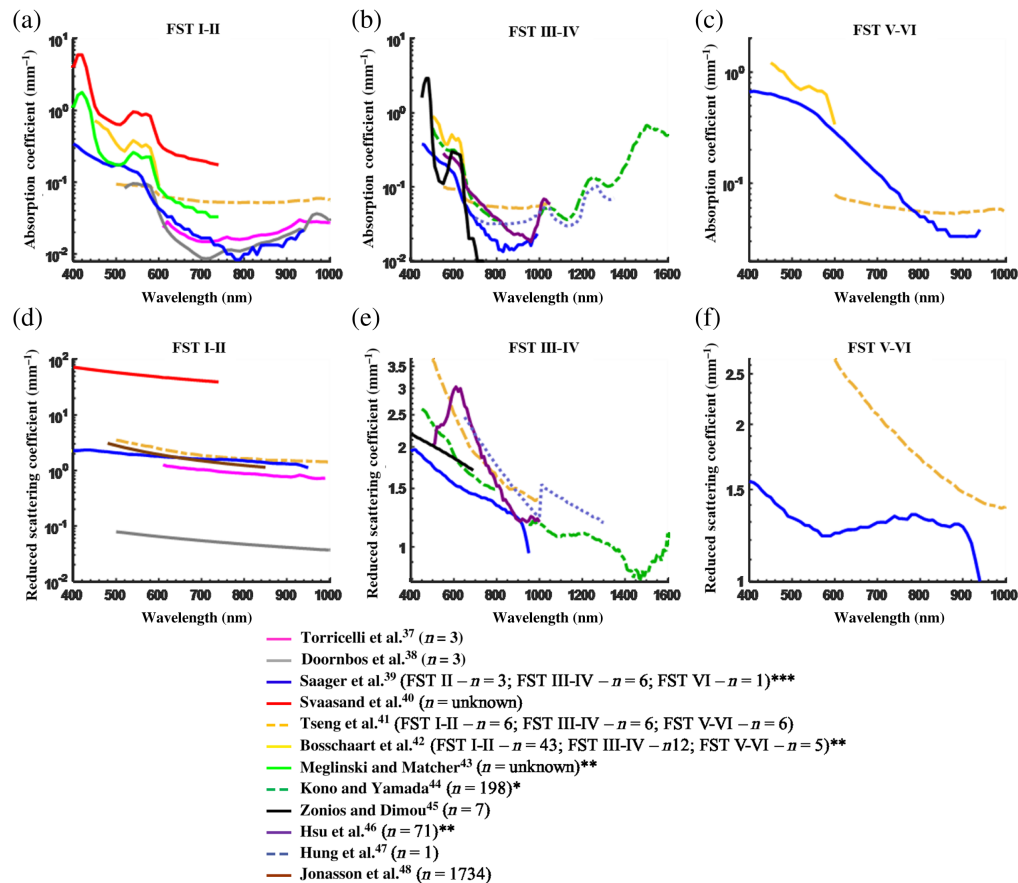 (a)
FST I-II
Absorption coefficient (mm⁻¹)
10¹
10⁰
10⁻¹
10⁻²
400 500 600 700 800 900 1000
Wavelength (nm)
(b)
FST III-IV
Absorption coefficient (mm⁻¹)
10¹
10⁰
10⁻¹
10⁻²
400 600 800 1000 1200 1400 1600
Wavelength (nm)
(c)
FST V-VI
Absorption coefficient (mm⁻¹)
10⁰
10⁻¹
400 500 600 700 800 900 1000
Wavelength (nm)
(d)
FST I-II
Reduced scattering coefficient (mm⁻¹)
10²
10¹
10⁰
10⁻¹
10⁻²
400 500 600 700 800 900 1000
Wavelength (nm)
(e)
FST III-IV
Reduced scattering coefficient (mm⁻¹)
3.5
3
2.5
2
1.5
1
400 600 800 1000 1200 1400 1600
Wavelength (nm)
(f)
FST V-VI
Reduced scattering coefficient (mm⁻¹)
2.5
2
1.5
1
400 500 600 700 800 900 1000
Wavelength (nm)
Torricelli et al.³⁷ (n = 3)
Doornbos et al.³⁸ (n = 3)
Saager et al.³⁹ (FST II – n = 3; FST III-IV – n = 6; FST VI – n = 1)***
Svaasand et al.⁴⁰ (n = unknown)
Tseng et al.⁴¹ (FST I-II – n = 6; FST III-IV – n = 6; FST V-VI – n = 6)
Bosschaart et al.⁴² (FST I-II – n = 43; FST III-IV – n12; FST V-VI – n = 5)**
Meglinski and Matcher⁴³ (n = unknown)**
Kono and Yamada⁴⁴ (n = 198)*
Zonios and Dimou⁴⁵ (n = 7)
Hsu et al.⁴⁶ (n = 71)**
Hung et al.⁴⁷ (n = 1)
Jonasson et al.⁴⁸ (n = 1734)